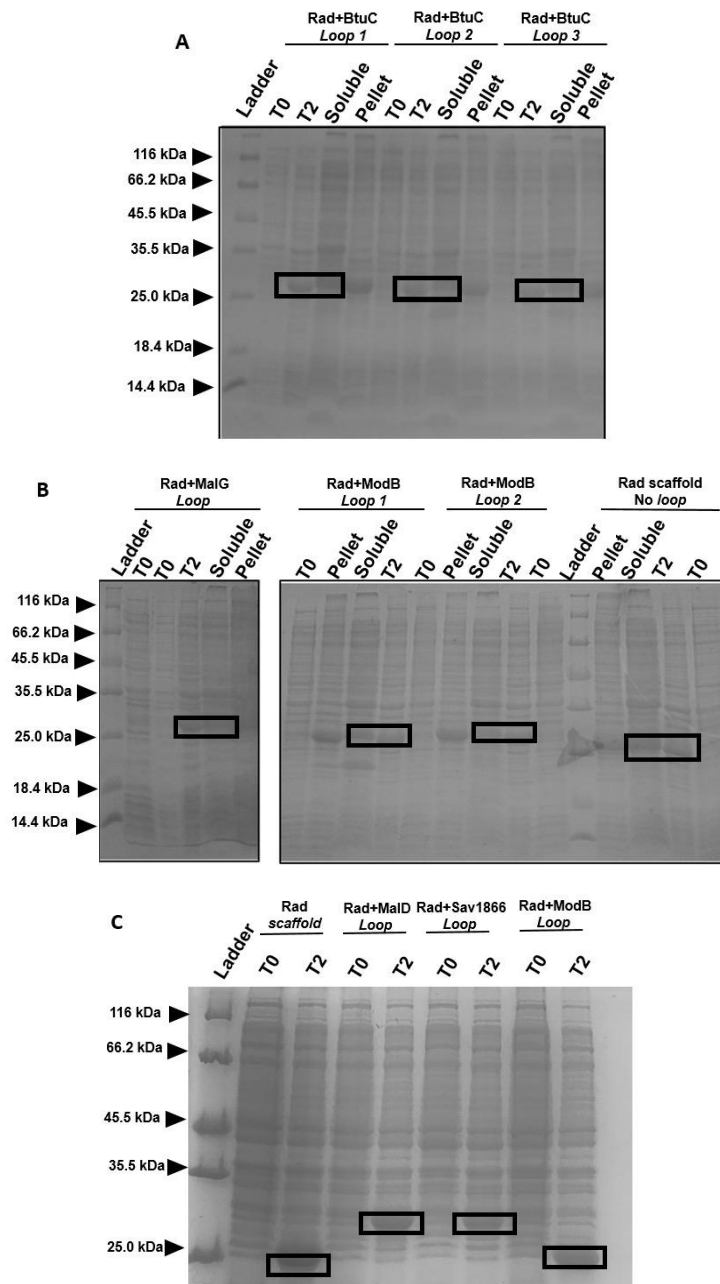 A
Rad+BtuC Rad+BtuC Rad+BtuC
Loop 1 Loop 2 Loop 3
Ladder T0 T2 Soluble Pellet T0 T2 Soluble Pellet T0 T2 Soluble Pellet
116 kDa
66.2 kDa
45.5 kDa
35.5 kDa
25.0 kDa
18.4 kDa
14.4 kDa
B
Rad+MalG Rad+ModB Rad+ModB Rad scaffold
Loop Loop 1 Loop 2 No loop
Ladder T0 T0 T2 Soluble Pellet T0 Pellet Soluble T2 T0 Pellet Soluble T2 T0 Ladder Pellet Soluble T2 T0
116 kDa
66.2 kDa
45.5 kDa
35.5 kDa
25.0 kDa
18.4 kDa
14.4 kDa
C
Rad Rad+MalD Rad+Sav1866 Rad+ModB
scaffold Loop Loop Loop
Ladder T0 T2 T0 T2 T0 T2 T0 T2
116 kDa
66.2 kDa
45.5 kDa
35.5 kDa
25.0 kDa